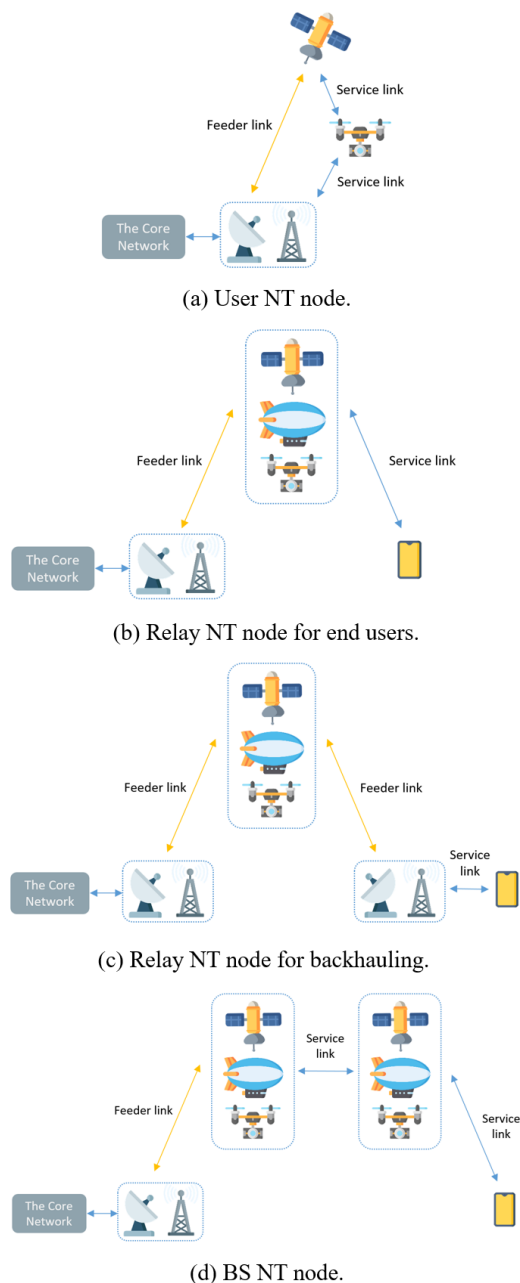 Service link
Feeder link
Service link
The Core
Network
(a) User NT node.
Feeder link
Service link
The Core
Network
(b) Relay NT node for end users.
Feeder link
Feeder link
Service
link
The Core
Network
(c) Relay NT node for backhauling.
Service
link
Feeder link
Service
link
The Core
Network
(d) BS NT node.